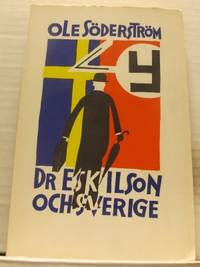 OLE SÖDERSTRÖM
DR ESKILSON
OCH SVERIGE